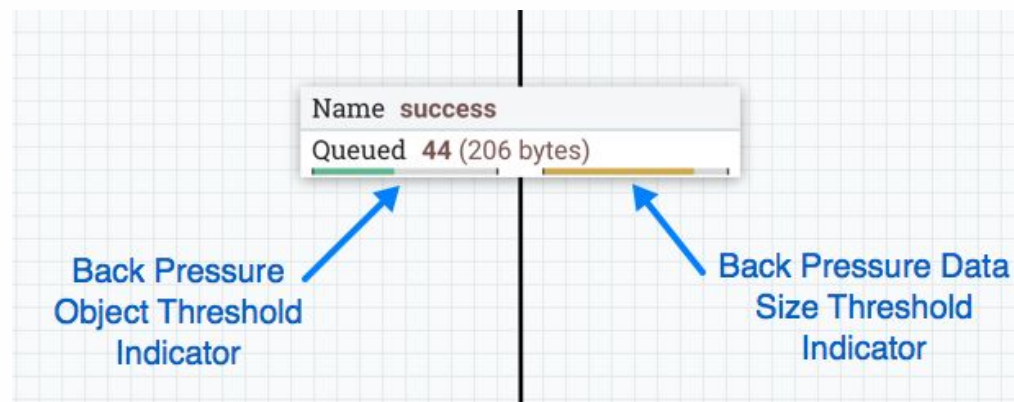 Name success
Queued 44 (206 bytes)
Back Pressure
Object Threshold
Indicator
Back Pressure Data
Size Threshold
Indicator